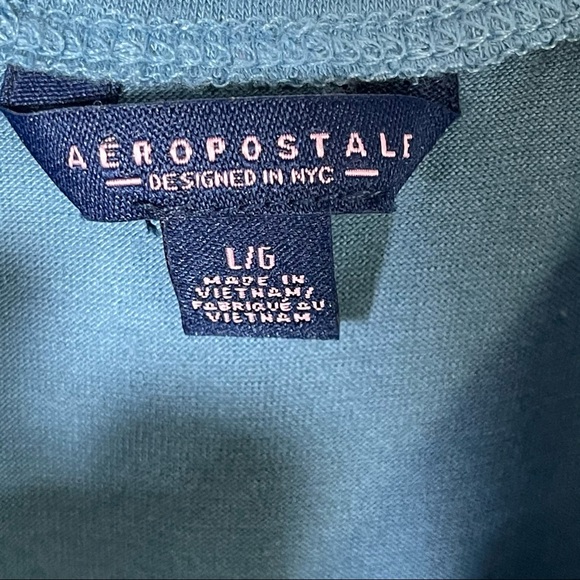 AÉROPOSTALE
DESIGNED IN NYC
L/G
MADE IN
VIETNAM/
FABRIQUÉ AU
VIETNAM